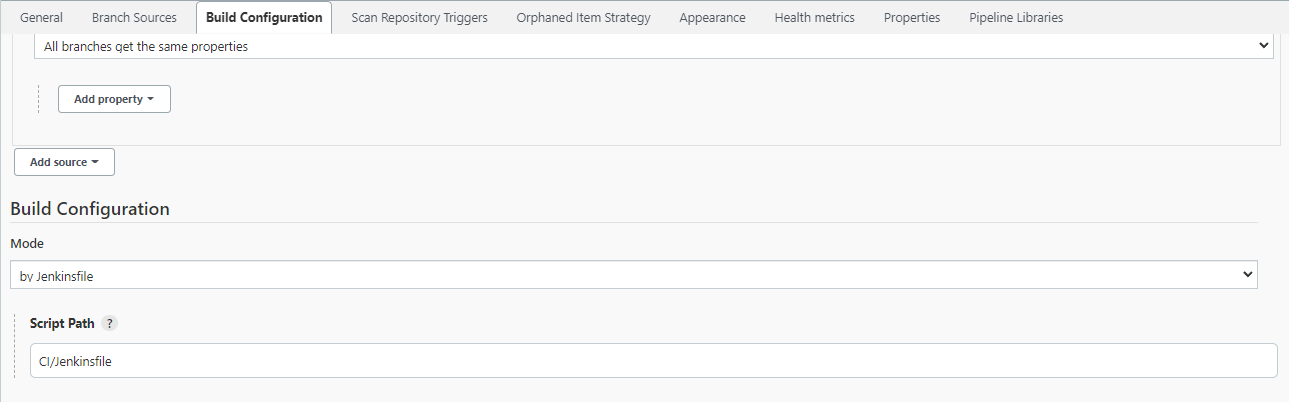 General Branch Sources Build Configuration Scan Repository Triggers Orphaned Item Strategy Appearance Health metrics Properties Pipeline Libraries
All branches get the same properties
Add property
Add source
Build Configuration
Mode
by Jenkinsfile
Script Path ?
CI/Jenkinsfile